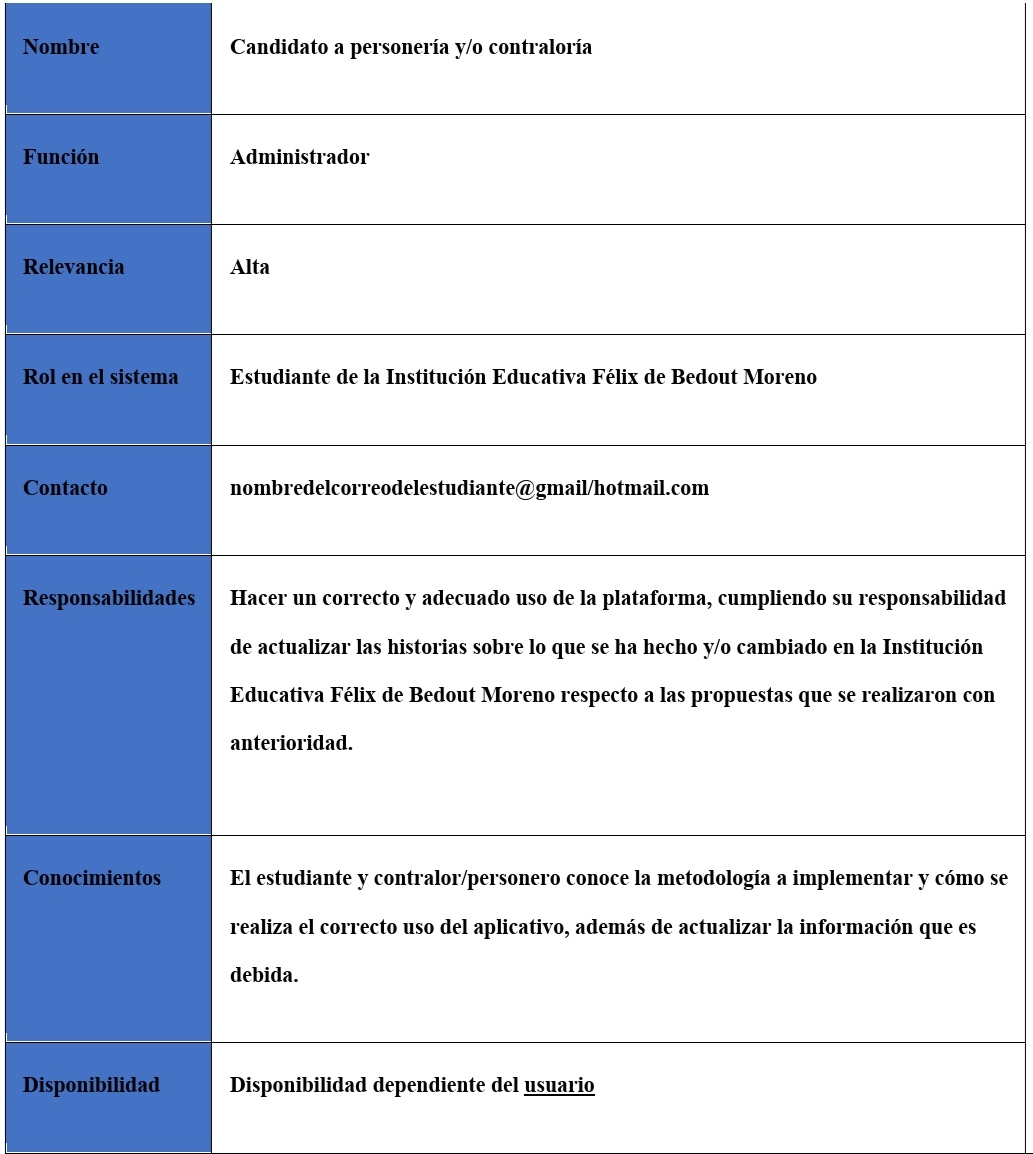 Nombre
Candidato a personería y/o contraloría
Función
Administrador
Relevancia
Alta
Rol en el sistema
Estudiante de la Institución Educativa Félix de Bedout Moreno
Contacto
nombredelcorreodelestudiante@gmail/hotmail.com
Responsabilidades
Hacer un correcto y adecuado uso de la plataforma, cumpliendo su responsabilidad
de actualizar las historias sobre lo que se ha hecho y/o cambiado en la Institución
Educativa Félix de Bedout Moreno respecto a las propuestas que se realizaron con
anterioridad.
Conocimientos
El estudiante y contralor/personero conoce la metodología a implementar y cómo se
realiza el correcto uso del aplicativo, además de actualizar la información que es
debida.
Disponibilidad
Disponibilidad dependiente del usuario